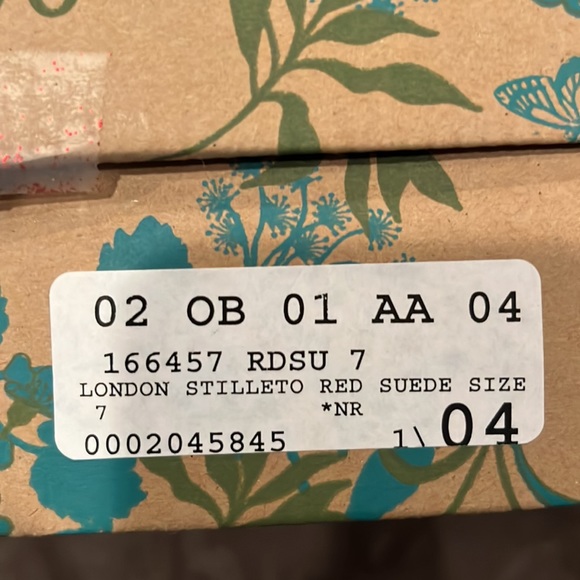 02 OB 01 AA 04
166457 RDSU 7
LONDON STILLETO RED SUEDE SIZE
7 *NR
0002045845 1\ 04